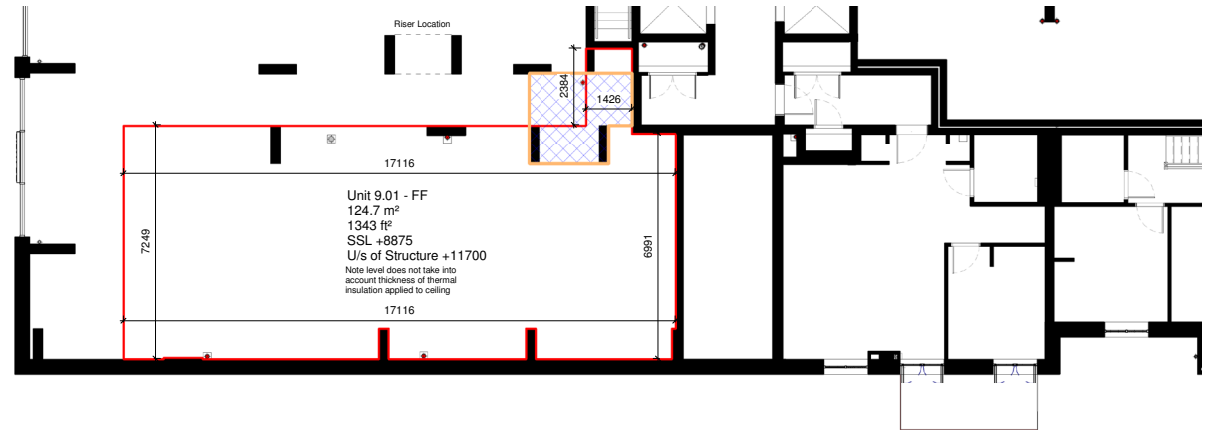 Riser Location
2384
1426
17116
Unit 9.01 - FF
124.7 m²
1343 ft²
SSL +8875
U/s of Structure +11700
Note level does not take into
account thickness of thermal
insulation applied to ceiling
7249
6991
17116